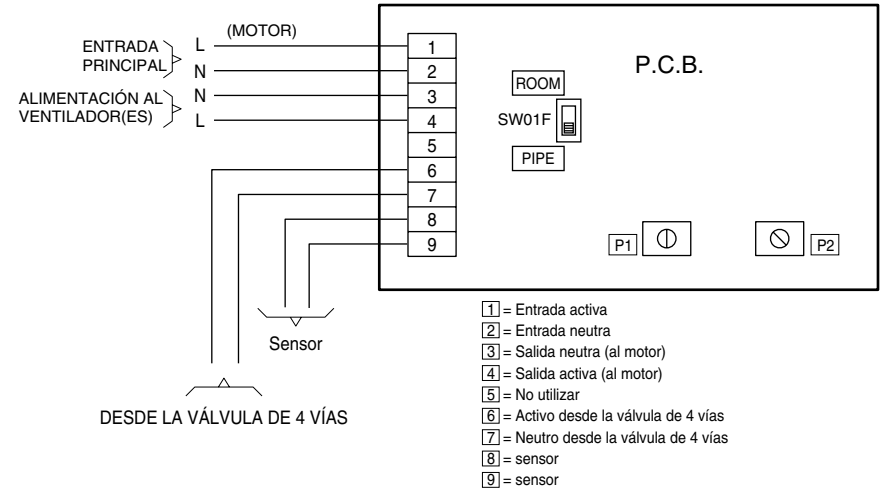 ENTRADA
PRINCIPAL
L
(MOTOR)
N
ALIMENTACIÓN AL
VENTILADOR(ES)
N
L
1
2
3
4
5
6
7
8
9
P.C.B.
ROOM
SW01F
PIPE
P1
P2
Sensor
DESDE LA VÁLVULA DE 4 VÍAS
1 = Entrada activa
2 = Entrada neutra
3 = Salida neutra (al motor)
4 = Salida activa (al motor)
5 = No utilizar
6 = Activo desde la válvula de 4 vías
7 = Neutro desde la válvula de 4 vías
8 = sensor
9 = sensor